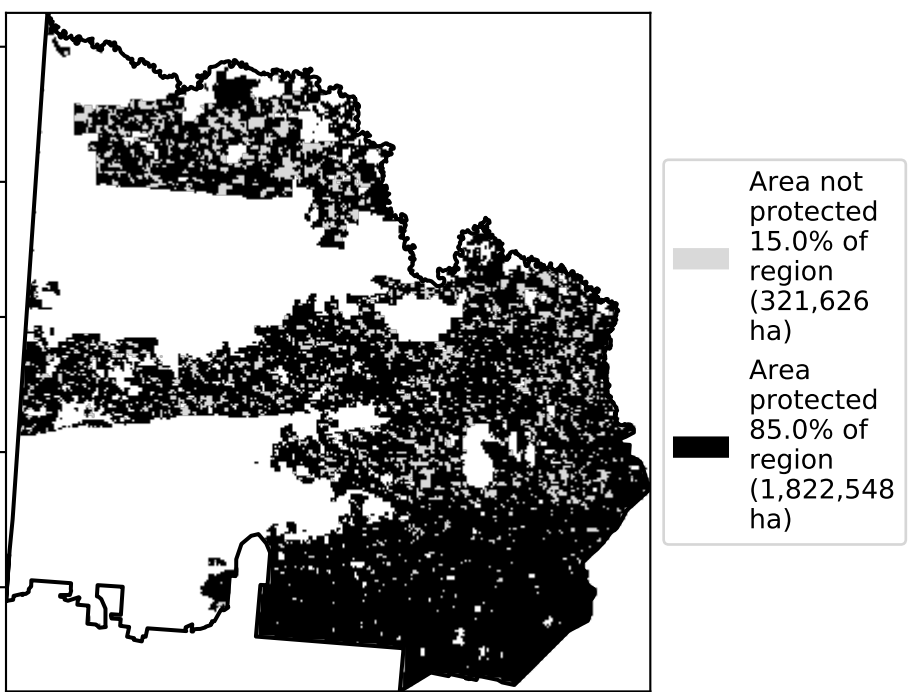 Area not
protected
15.0% of
region
(321,626
ha)
Area
protected
85.0% of
region
(1,822,548
ha)